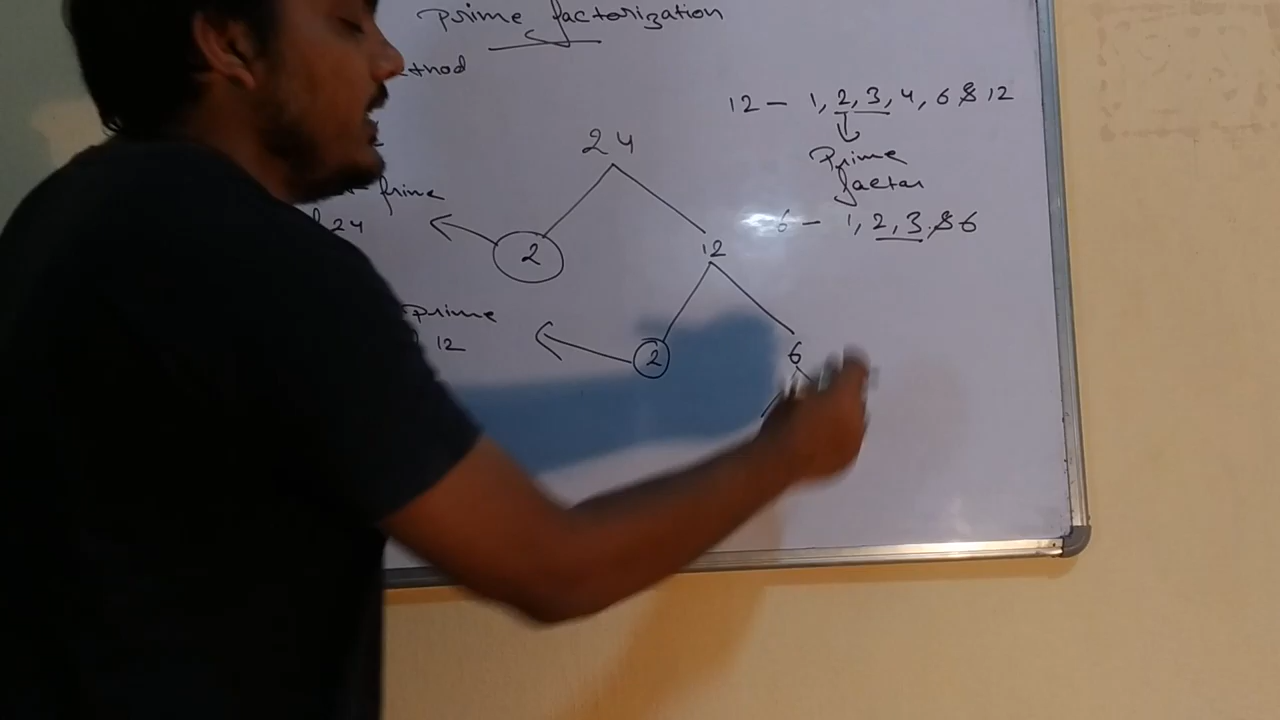 prime factorization
thod
12 — 1, 2, 3, 4, 6 & 12
24
Prime
factor
prime
24
6 — 1, 2, 3 & 6
2
12
prime
12
2
6